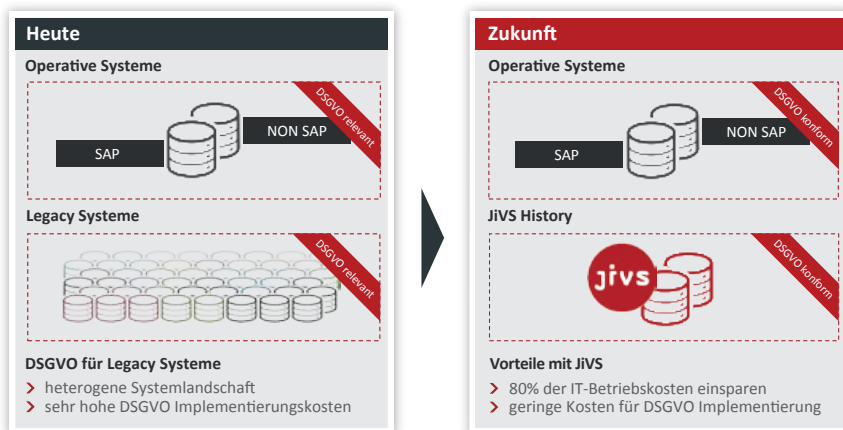 Heute
Operative Systeme
DSGVO relevant
SAP
NON SAP
Legacy Systeme
DSGVO relevant
DSGVO für Legacy Systeme
heterogene Systemlandschaft
sehr hohe DSGVO Implementierungskosten
Zukunft
Operative Systeme
DSGVO konform
SAP
NON SAP
JiVS History
DSGVO konform
jivs
Vorteile mit JiVS
80% der IT-Betriebskosten einsparen
geringe Kosten für DSGVO Implementierung